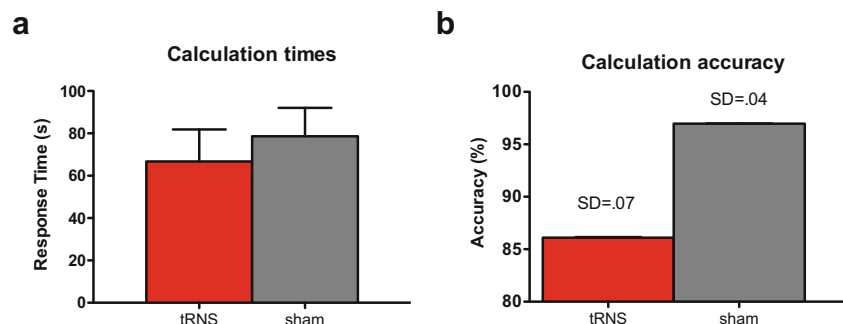 a
Calculation times
Response Time (s)
100
80
60
40
20
0
tRNS
sham
b
Calculation accuracy
Accuracy (%)
100
95
90
85
80
SD=.07
SD=.04
tRNS
sham